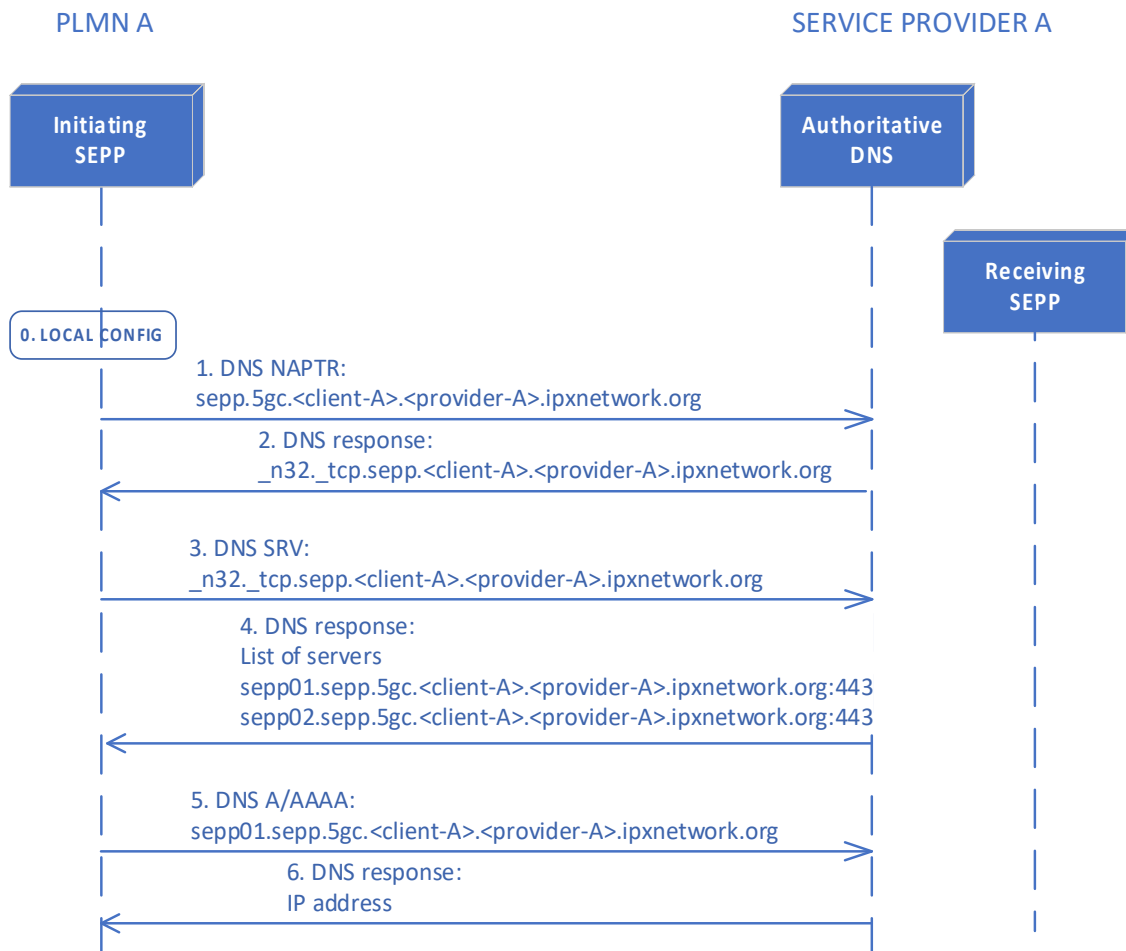 PLMN A
SERVICE PROVIDER A
Initiating
SEPP
Authoritative
DNS
Receiving
SEPP
0. LOCAL CONFIG
1. DNS NAPTR:
sepp.5gc.<client-A>.<provider-A>.ipxnetwork.org
2. DNS response:
_n32._tcp.sepp.<client-A>.<provider-A>.ipxnetwork.org
3. DNS SRV:
_n32._tcp.sepp.<client-A>.<provider-A>.ipxnetwork.org
4. DNS response:
List of servers
sepp01.sepp.5gc.<client-A>.<provider-A>.ipxnetwork.org:443
sepp02.sepp.5gc.<client-A>.<provider-A>.ipxnetwork.org:443
5. DNS A/AAAA:
sepp01.sepp.5gc.<client-A>.<provider-A>.ipxnetwork.org
6. DNS response:
IP address